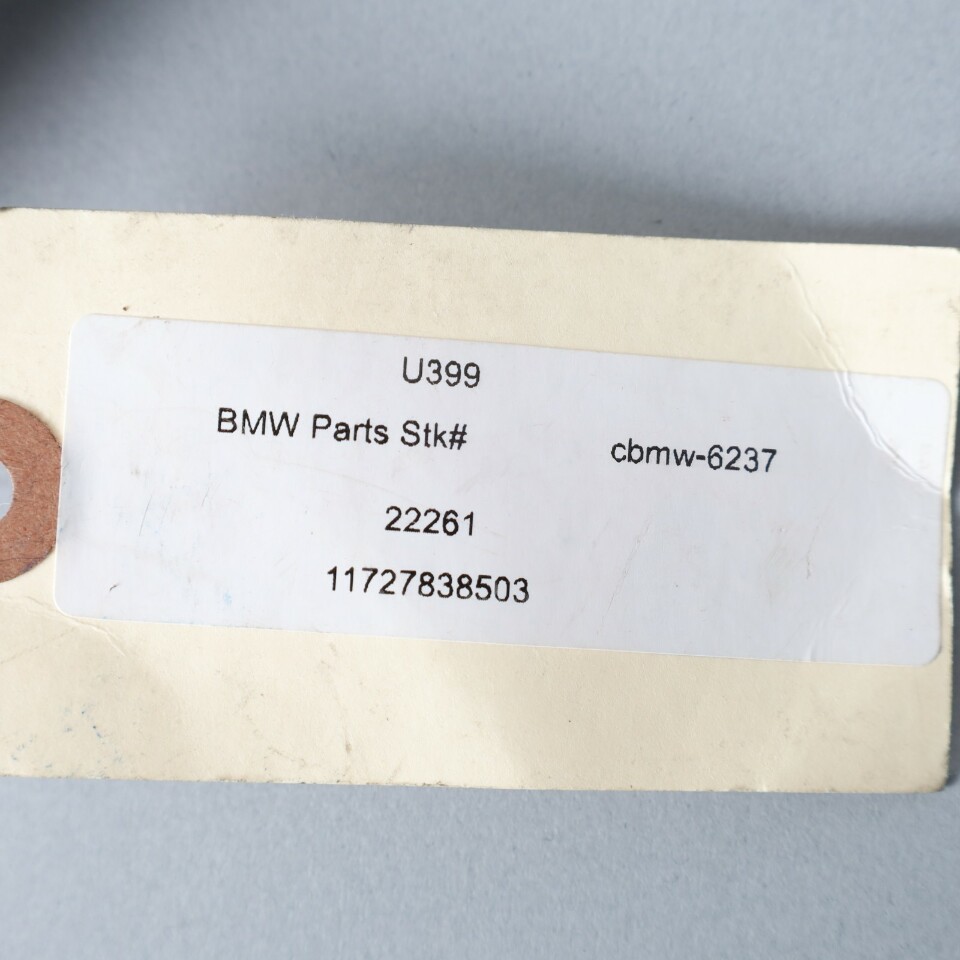 U399
BMW Parts Stk# cbmw-6237
22261
11727838503